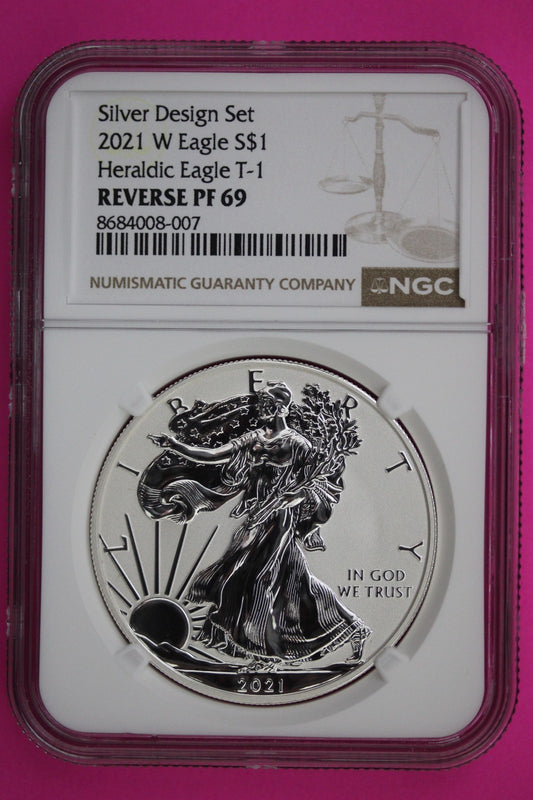 Silver Design Set
2021 W Eagle S$1
Heraldic Eagle T-1
REVERSE PF 69
8684008-007
NUMISMATIC GUARANTY COMPANY NGC
LIBERTY
IN GOD
WE TRUST
2021